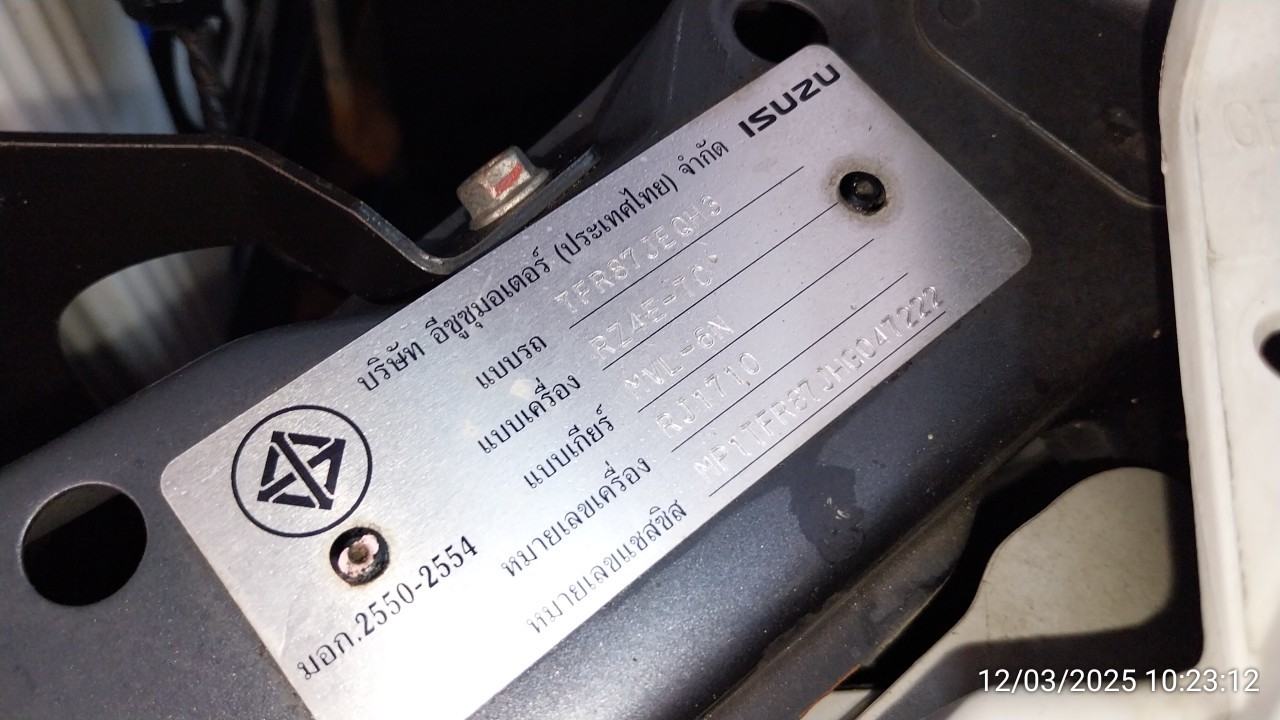 ISUZU
บริษัท อีซูซุมอเตอร์ (ประเทศไทย) จำกัด
แบบรถ TFR87JEQH3
แบบเครื่อง RZ4E-TC
แบบเกียร์ MVL-6N
หมายเลขเครื่อง RJ1710
หมายเลขแชสซิส MP1TFR87JHG047222
มอก.2550-2554
12/03/2025 10:23:12